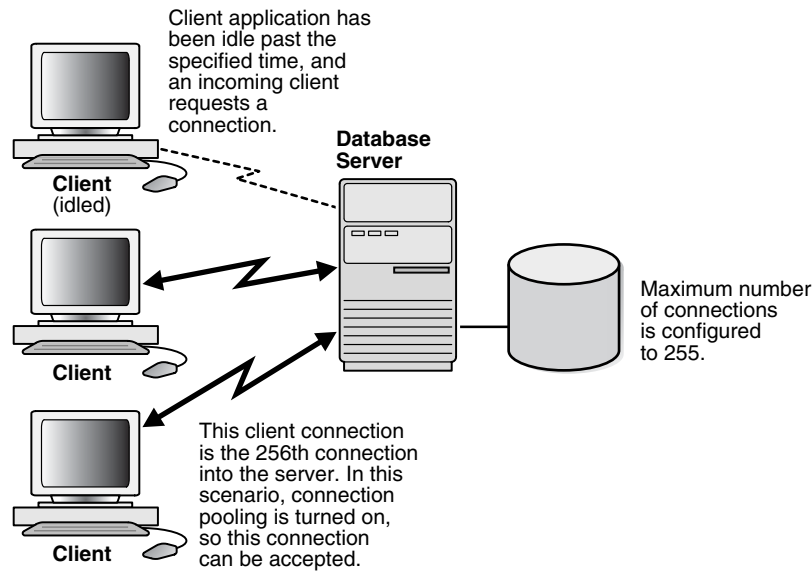 Client application has
been idle past the
specified time, and
an incoming client
requests a
connection.
Database
Server
Client
(idled)
Client
Maximum number
of connections
is configured
to 255.
This client connection
is the 256th connection
into the server. In this
scenario, connection
pooling is turned on,
so this connection
can be accepted.
Client